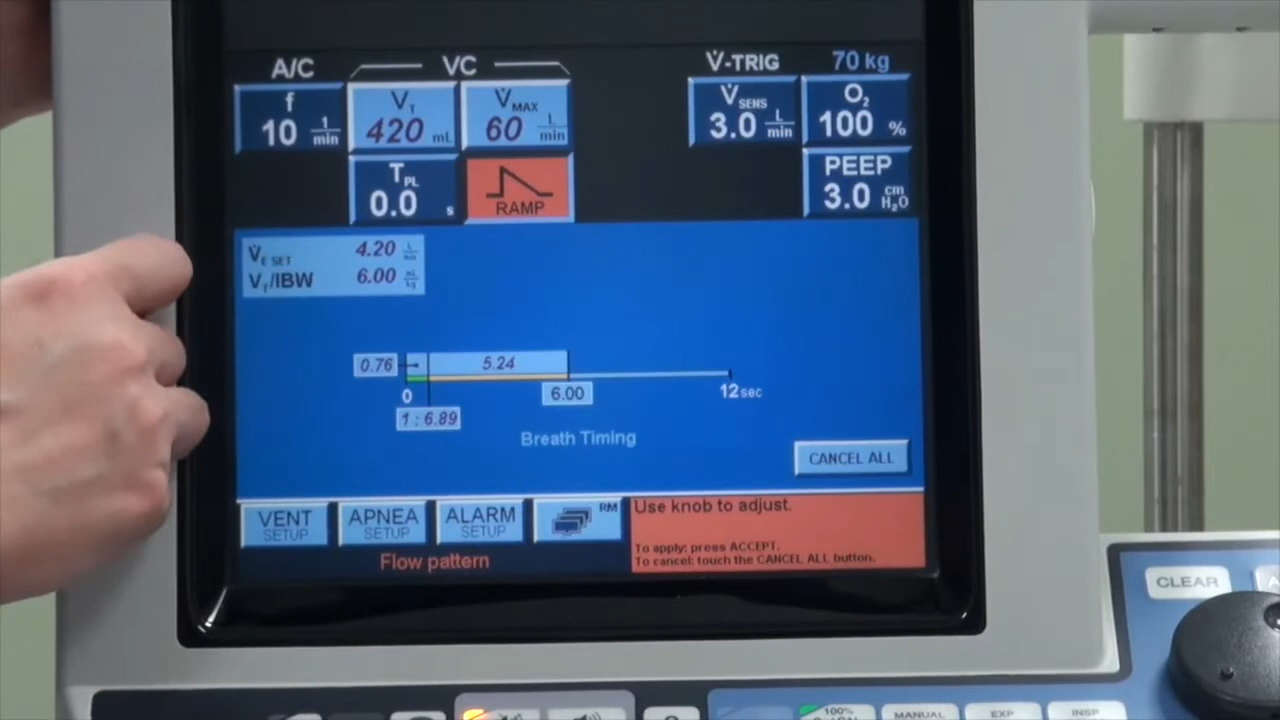 A/C VC V̇-TRIG 70 kg
f
10 1/min
VT
420 mL
V̇MAX
60 L/min
V̇SENS
3.0 L/min
O2
100 %
TPL
0.0 s
RAMP
PEEP
3.0 cm H2O
V̇E SET 4.20 L/min
VT/IBW 6.00 mL/kg
0.76 5.24
0 6.00 12 sec
1 : 6.89
Breath Timing
CANCEL ALL
VENT SETUP
APNEA SETUP
ALARM SETUP
RM
Flow pattern
Use knob to adjust.
To apply: press ACCEPT.
To cancel: touch the CANCEL ALL button.
CLEAR
100%
MANUAL
EXP
INSP